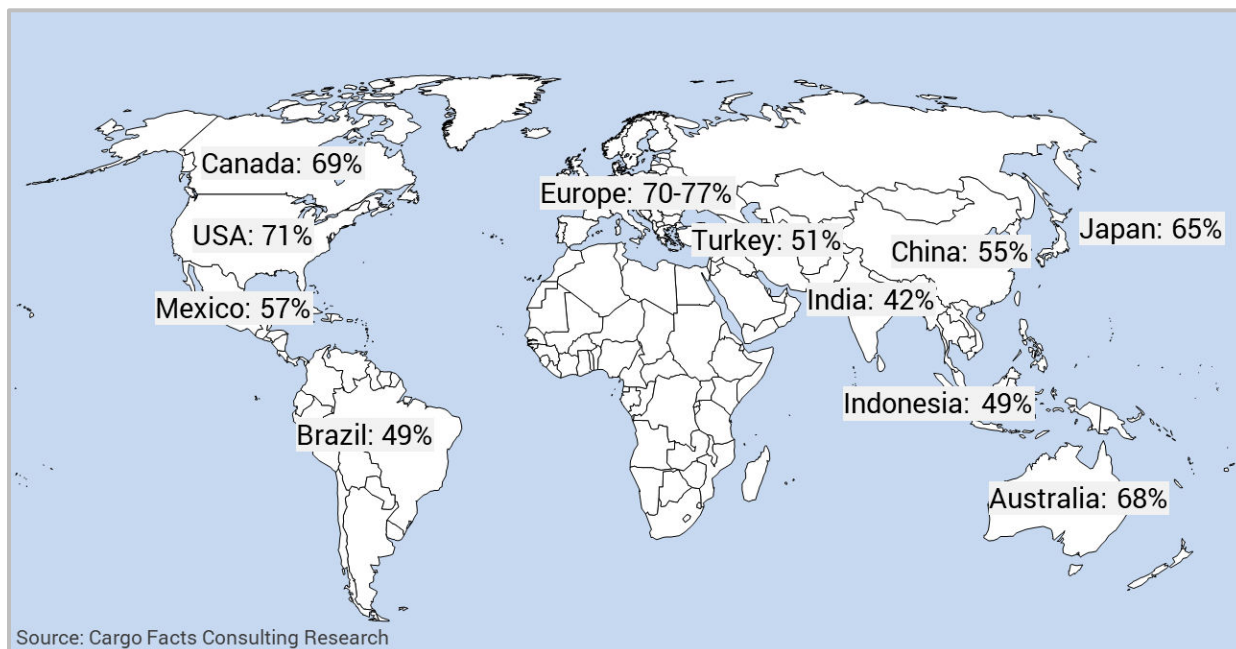 Canada: 69%
Europe: 70-77%
USA: 71%
Turkey: 51%
Japan: 65%
China: 55%
Mexico: 57%
India: 42%
Indonesia: 49%
Brazil: 49%
Australia: 68%
Source: Cargo Facts Consulting Research